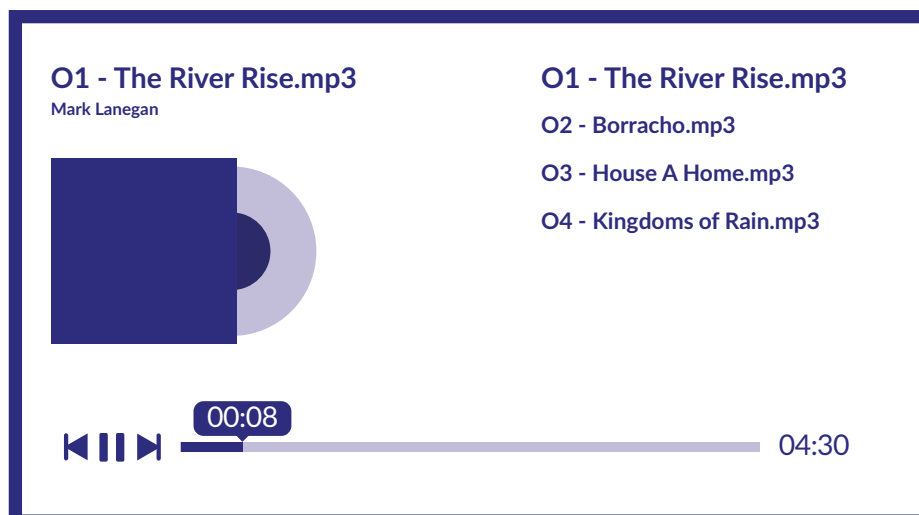 O1 - The River Rise.mp3
Mark Lanegan
O1 - The River Rise.mp3
O2 - Borracho.mp3
O3 - House A Home.mp3
O4 - Kingdoms of Rain.mp3
00:08
04:30